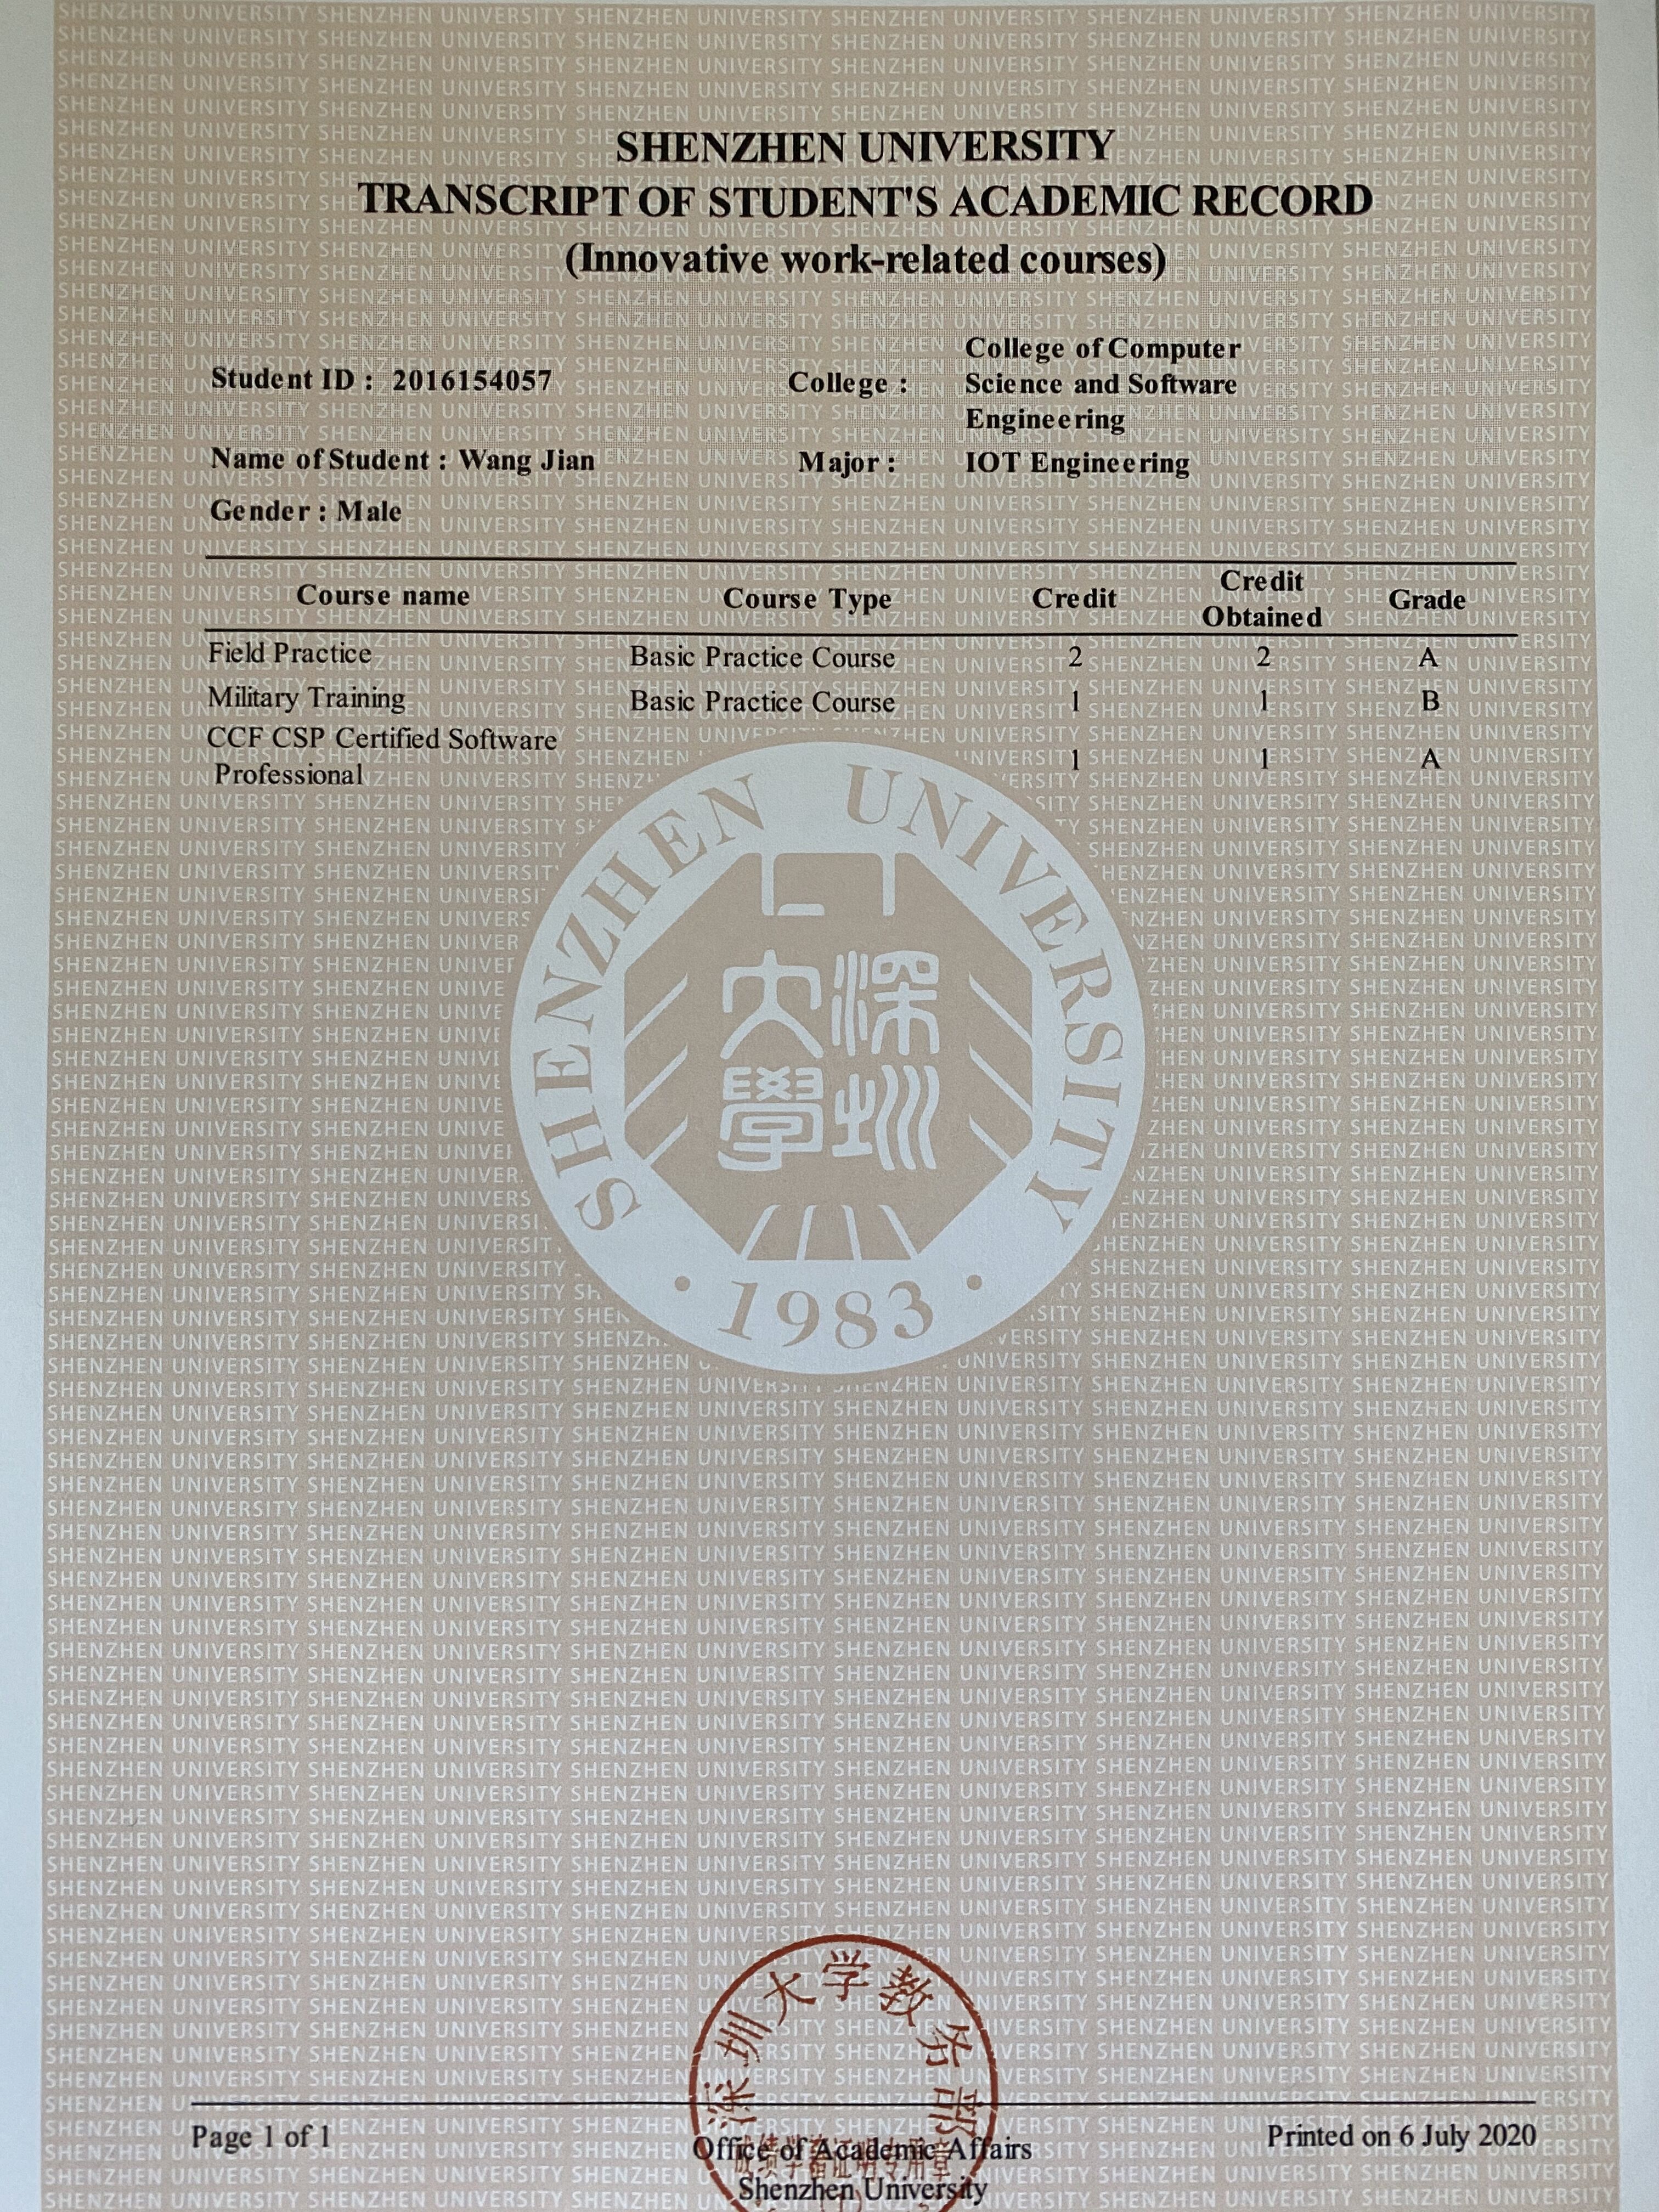 SHENZHEN UNIVERSITY
TRANSCRIPT OF STUDENT'S ACADEMIC RECORD
(Innovative work-related courses)
Student ID : 2016154057 College : College of Computer
Science and Software
Engineering
Name of Student : Wang Jian Major : IOT Engineering
Gender : Male
Course name Course Type Credit Credit Obtained Grade
Field Practice Basic Practice Course 2 2 A
Military Training Basic Practice Course 1 1 B
CCF CSP Certified Software
Professional 1 1 A
SHENZHEN UNIVERSITY
深圳
大學
· 1983 ·
深圳大学教务部
成绩学籍证明专用章
Page 1 of 1 Office of Academic Affairs Printed on 6 July 2020
Shenzhen University